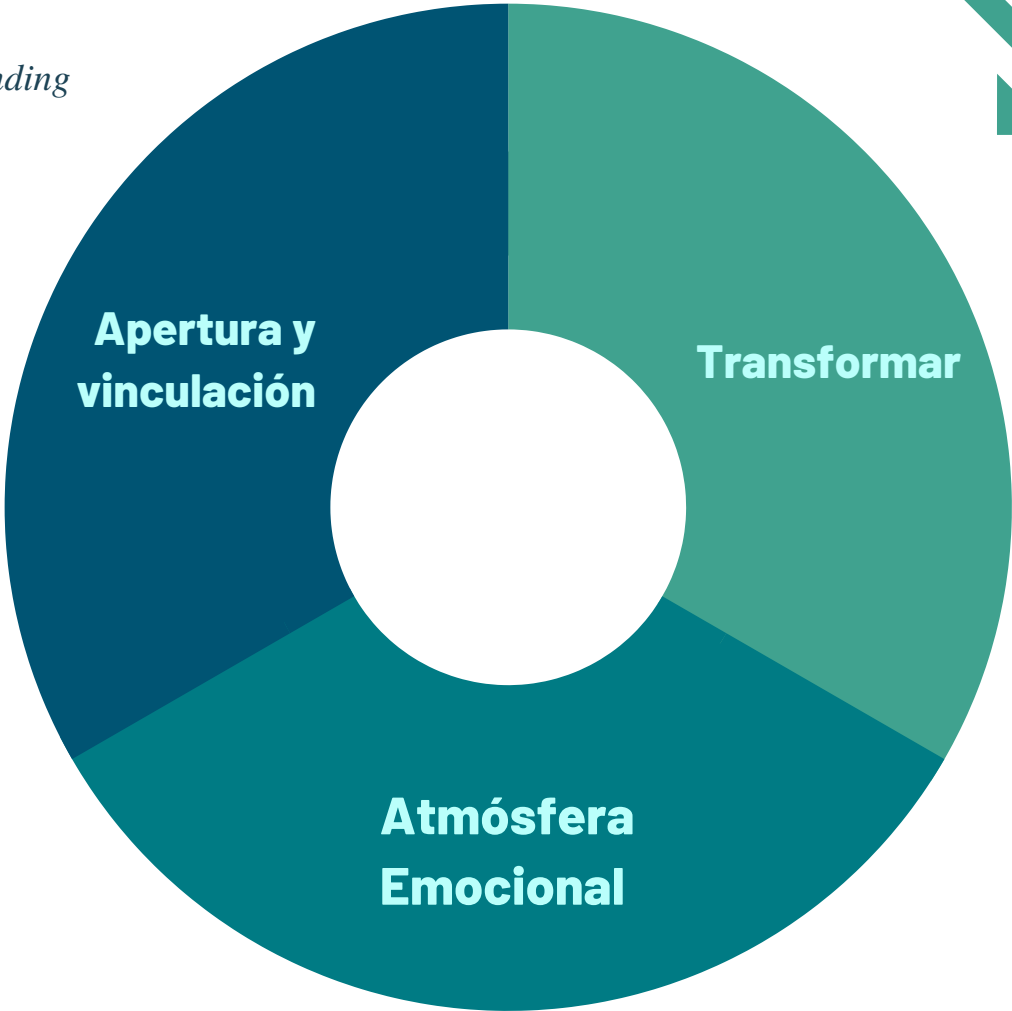 Apertura y
vinculación
Transformar
Atmósfera
Emocional